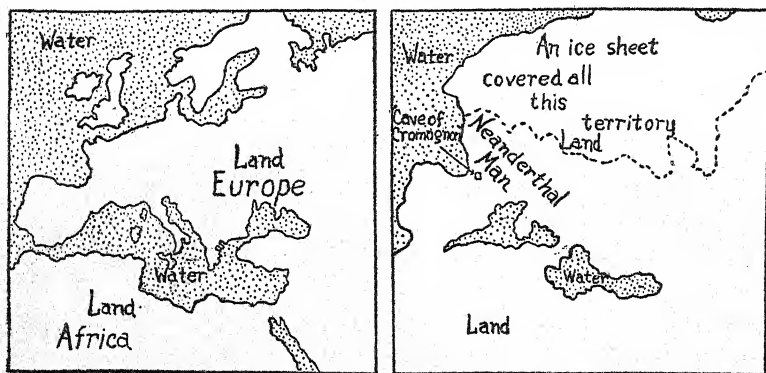 Water
Land
Europe
Water
Land
Africa
Water
An ice sheet
covered all
this
territory
Cave of
Cromagnon
Land
Neanderthal
Man
Water
Land